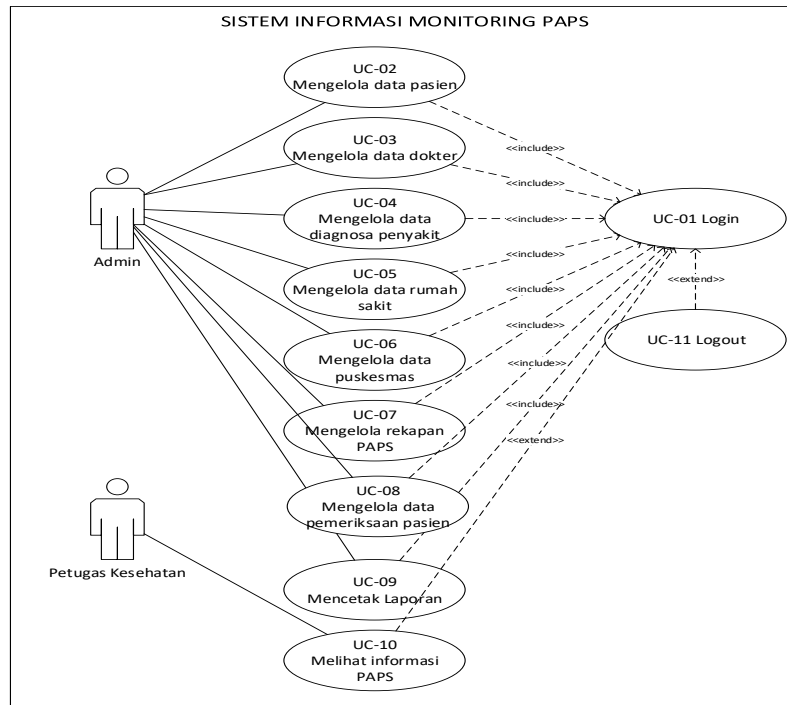 SISTEM INFORMASI MONITORING PAPS
UC-02
Mengelola data pasien
UC-03
Mengelola data dokter
<<include>>
<<include>>
UC-04
Mengelola data
diagnosa penyakit
<<include>>
UC-01 Login
Admin
UC-05
Mengelola data rumah
sakit
<<include>>
<<extend>>
<<include>>
UC-06
Mengelola data
puskesmas
UC-11 Logout
<<include>>
<<include>>
UC-07
Mengelola rekapan
PAPS
<<include>>
<<extend>>
UC-08
Mengelola data
pemeriksaan pasien
Petugas Kesehatan
UC-09
Mencetak Laporan
UC-10
Melihat informasi
PAPS